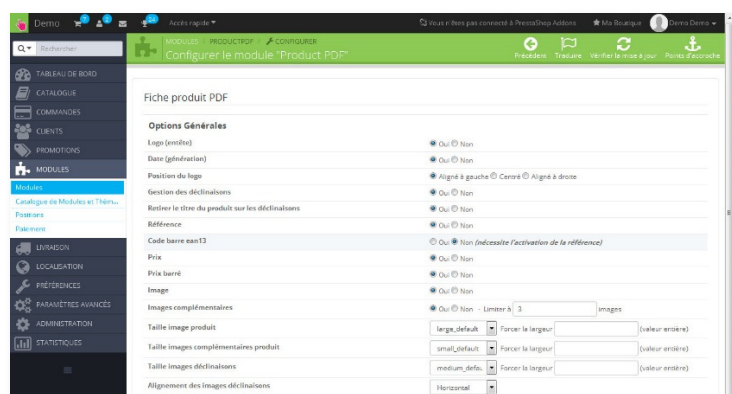 Demo
Accès rapide
Vous n'êtes pas connecté à PrestaShop Addons
Ma Boutique
Demo Demo
Rechercher
MODULES / PRODUCTPDF / CONFIGURER
Configurer le module "Product PDF"
Précédent
Traduire
Vérifier la mise à jour
Points d'accroche
TABLEAU DE BORD
CATALOGUE
COMMANDES
CLIENTS
PROMOTIONS
MODULES
Modules
Catalogue de Modules et Thèm...
Positions
Paiement
LIVRAISON
LOCALISATION
PRÉFÉRENCES
PARAMÈTRES AVANCÉS
ADMINISTRATION
STATISTIQUES
Fiche produit PDF
Options Générales
Logo (entête) Oui Non
Date (génération) Oui Non
Position du logo Aligné à gauche Centré Aligné à droite
Gestion des déclinaisons Oui Non
Retirer le titre du produit sur les déclinaisons Oui Non
Référence Oui Non
Code barre ean13 Oui Non (nécessite l'activation de la référence)
Prix Oui Non
Prix barré Oui Non
Image Oui Non
Images complémentaires Oui Non - Limiter à 3 images
Taille image produit large_default Forcer la largeur (valeur entière)
Taille images complémentaires produit small_default Forcer la largeur (valeur entière)
Taille images déclinaisons medium_defau Forcer la largeur (valeur entière)
Alignement des images déclinaisons Horizontal